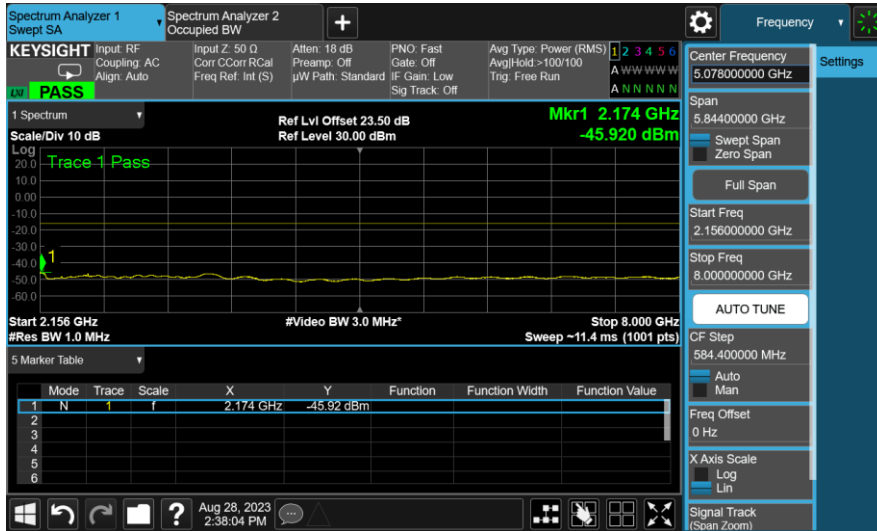 Spectrum Analyzer 1
Swept SA
Spectrum Analyzer 2
Occupied BW
+
Frequency
KEYSIGHT
Input: RF
Coupling: AC
Align: Auto
Input Z: 50 Ω
Corr CCorr RCal
Freq Ref: Int (S)
Atten: 18 dB
Preamp: Off
µW Path: Standard
PNO: Fast
Gate: Off
IF Gain: Low
Sig Track: Off
Avg Type: Power (RMS)
Avg|Hold:>100/100
Trig: Free Run
1 2 3 4 5 6
A W W W W W
A N N N N N
LXI
PASS
1 Spectrum
Scale/Div 10 dB
Ref Lvl Offset 23.50 dB
Ref Level 30.00 dBm
Mkr1 2.174 GHz
-45.920 dBm
Log
Trace 1 Pass
20.0
10.0
0.00
-10.0
-20.0
-30.0
-40.0
-50.0
-60.0
1
Start 2.156 GHz
#Video BW 3.0 MHz*
Stop 8.000 GHz
#Res BW 1.0 MHz
Sweep ~11.4 ms (1001 pts)
5 Marker Table
Mode Trace Scale X Y Function Function Width Function Value
1 N 1 f 2.174 GHz -45.92 dBm
2
3
4
5
6
?
Aug 28, 2023
2:38:04 PM
Center Frequency
5.078000000 GHz
Span
5.84400000 GHz
Swept Span
Zero Span
Full Span
Start Freq
2.156000000 GHz
Stop Freq
8.000000000 GHz
AUTO TUNE
CF Step
584.400000 MHz
Auto
Man
Freq Offset
0 Hz
X Axis Scale
Log
Lin
Signal Track
(Span Zoom)
Settings